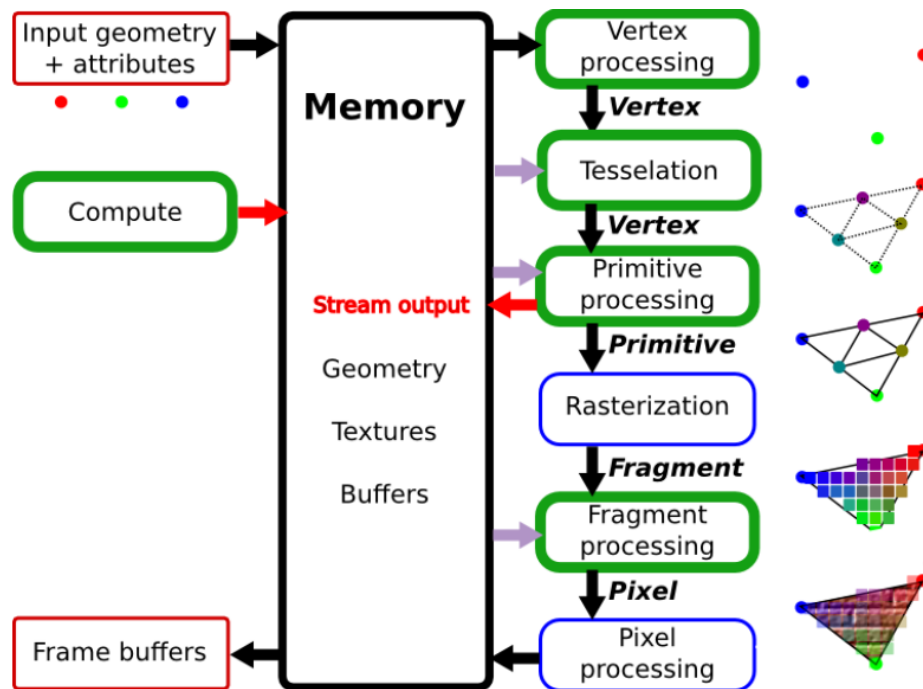 Input geometry
+ attributes
Compute
Frame buffers
Memory
Stream output
Geometry
Textures
Buffers
Vertex
processing
Vertex
Tesselation
Vertex
Primitive
processing
Primitive
Rasterization
Fragment
Fragment
processing
Pixel
Pixel
processing